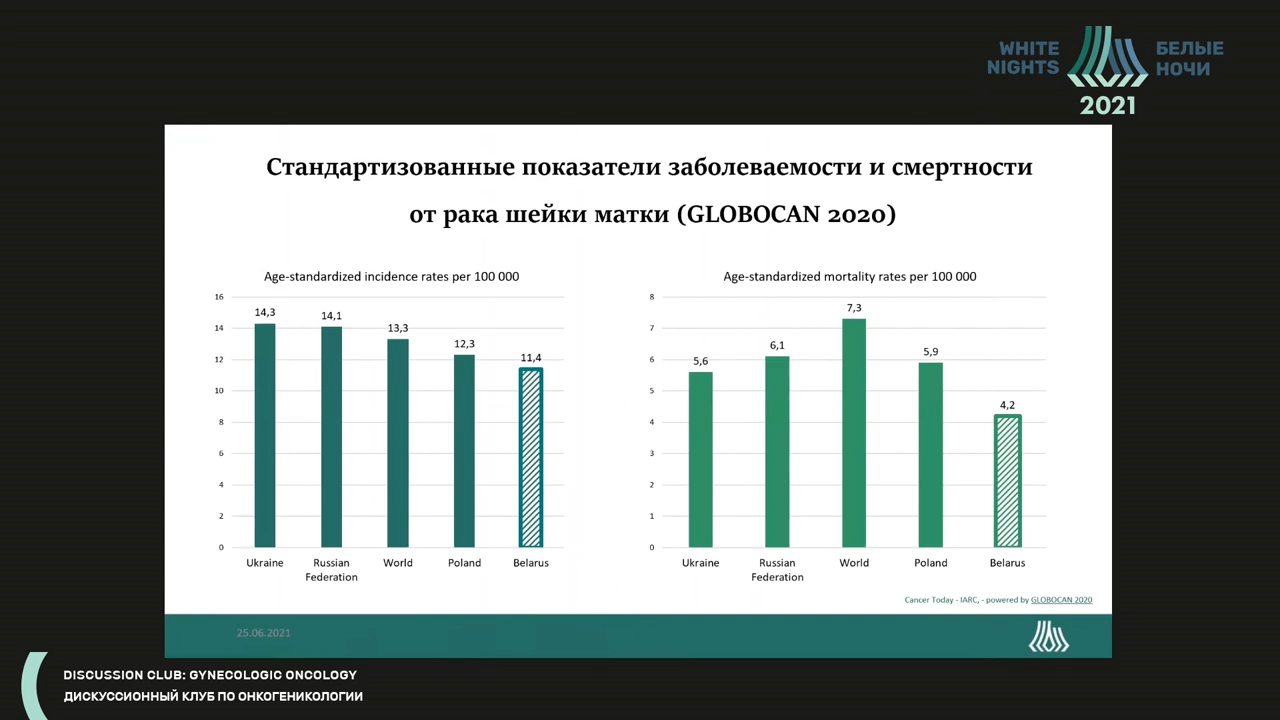 WHITE NIGHTS
БЕЛЫЕ НОЧИ
2021
Стандартизованные показатели заболеваемости и смертности
от рака шейки матки (GLOBOCAN 2020)
Age-standardized incidence rates per 100 000
16
14
12
10
8
6
4
2
0
14,3
14,1
13,3
12,3
11,4
Ukraine
Russian Federation
World
Poland
Belarus
Age-standardized mortality rates per 100 000
8
7
6
5
4
3
2
1
0
5,6
6,1
7,3
5,9
4,2
Ukraine
Russian Federation
World
Poland
Belarus
Cancer Today - IARC, - powered by GLOBOCAN 2020
25.06.2021
DISCUSSION CLUB: GYNECOLOGIC ONCOLOGY
ДИСКУССИОННЫЙ КЛУБ ПО ОНКОГЕНИКОЛОГИИ